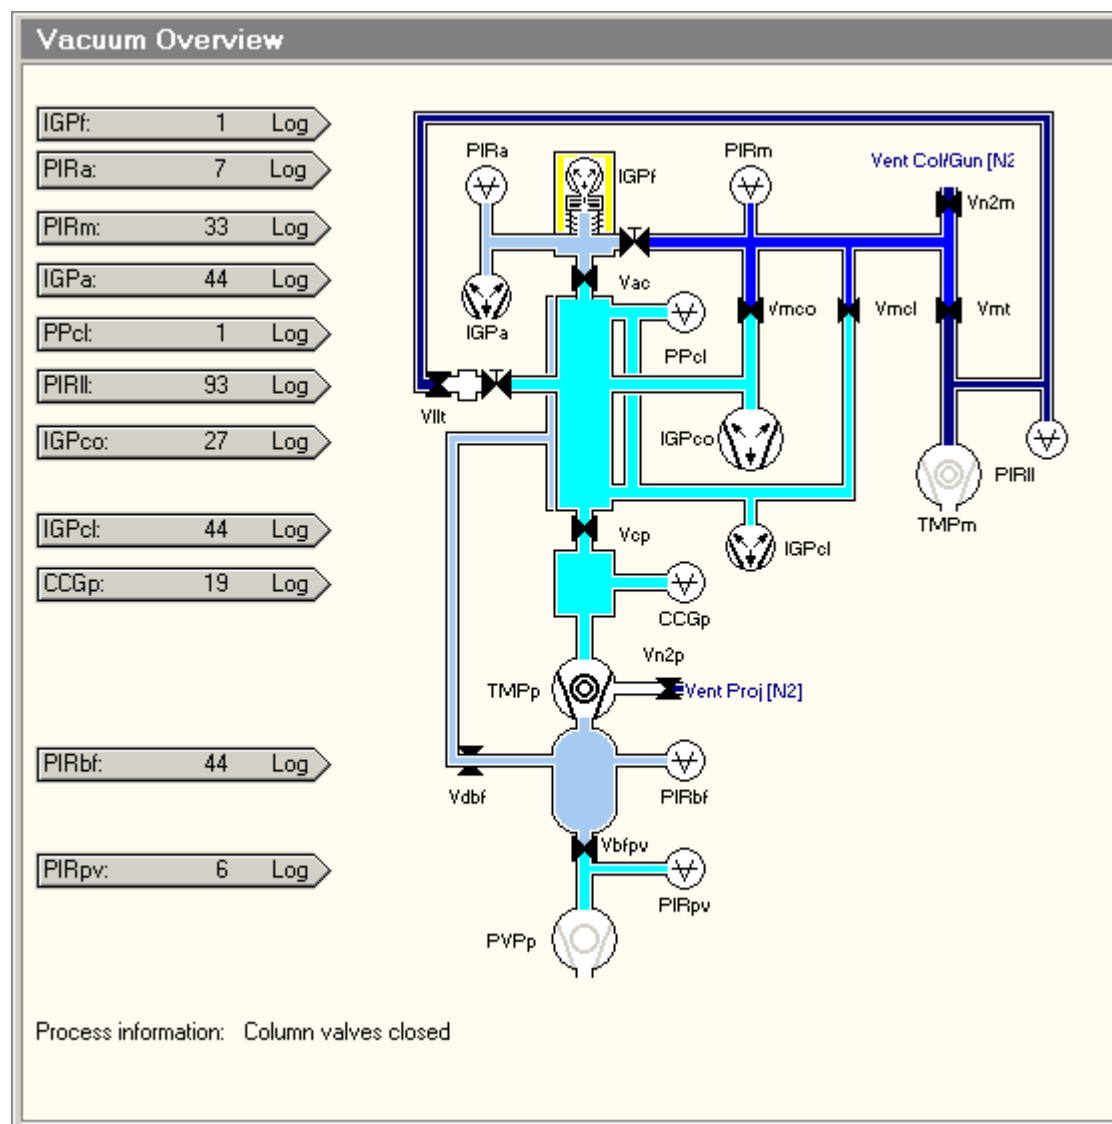 Vacuum Overview
IGPf: 1 Log
PIRa: 7 Log
PIRm: 33 Log
IGPa: 44 Log
PPcl: 1 Log
PIRll: 93 Log
IGPco: 27 Log
IGPcl: 44 Log
CCGp: 19 Log
PIRbf: 44 Log
PIRpv: 6 Log
PIRa
IGPf
PIRm
Vent Col/Gun [N2
Vn2m
Vac
IGPa
PPcl
Vmco
Vmcl
Vmt
Vllt
IGPco
PIRll
TMPm
Vcp
IGPcl
CCGp
Vn2p
TMPp
Vent Proj [N2]
Vdbf
PIRbf
Vbfpv
PIRpv
PVPp
Process information: Column valves closed